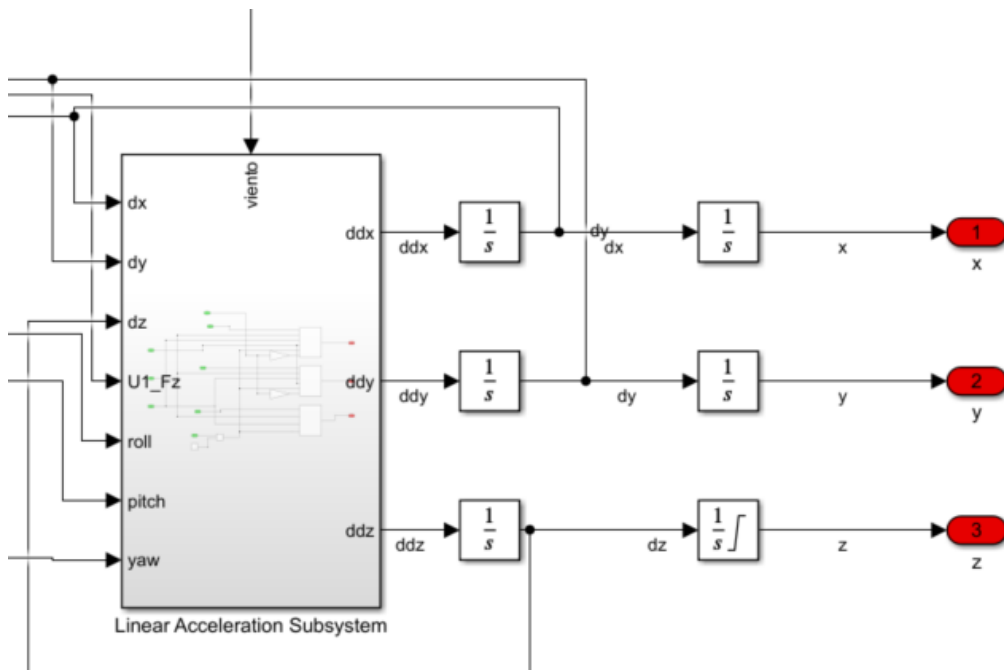 viento
dx
dy
dz
U1_Fz
roll
pitch
yaw
ddx
ddy
ddz
Linear Acceleration Subsystem
ddx
1
s
dy
dx
1
s
x
1
x
ddy
1
s
dy
1
s
y
2
y
ddz
1
s
dz
1
s
z
3
z